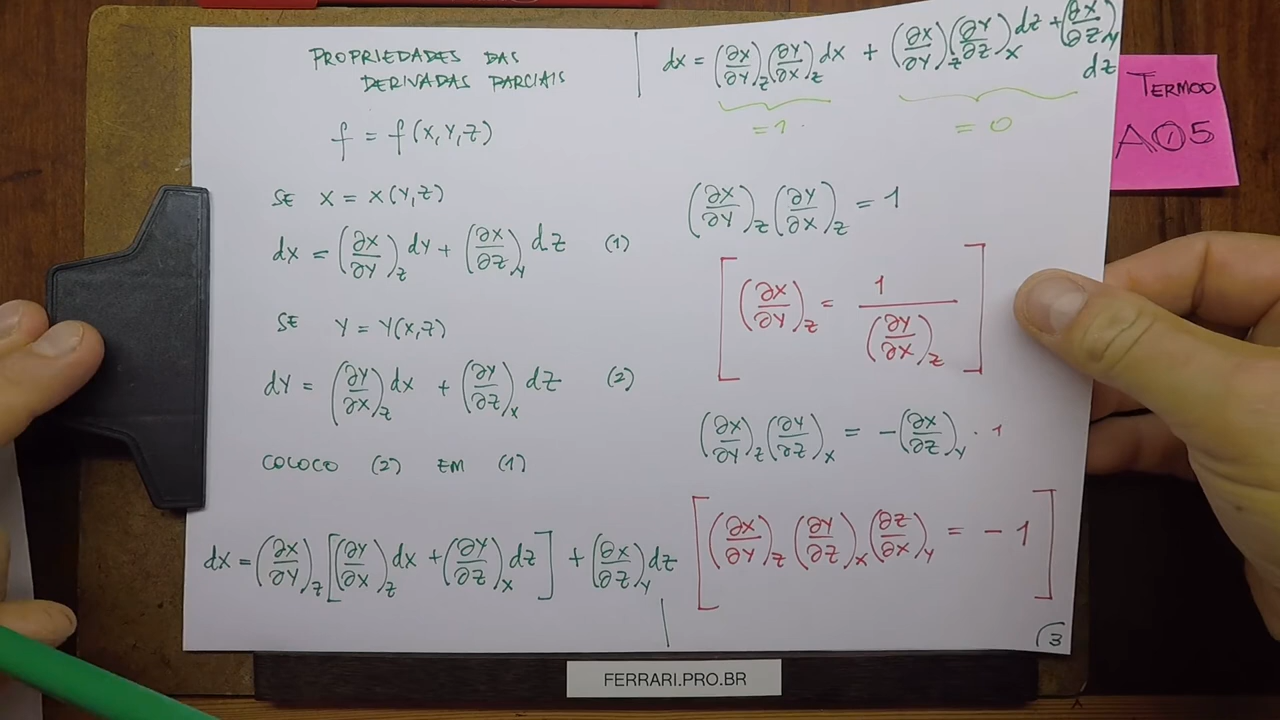 PROPRIEDADES DAS
DERIVADAS PARCIAIS
f = f(X,Y,Z)
SE X = X(Y,Z)
dX = (∂X/∂Y)_Z dY + (∂X/∂Z)_Y dZ (1)
SE Y = Y(X,Z)
dY = (∂Y/∂X)_Z dX + (∂Y/∂Z)_X dZ (2)
COLOCO (2) EM (1)
dX = (∂X/∂Y)_Z [(∂Y/∂X)_Z dX + (∂Y/∂Z)_X dZ] + (∂X/∂Z)_Y dZ
dX = (∂X/∂Y)_Z (∂Y/∂X)_Z dX + (∂X/∂Y)_Z (∂Y/∂Z)_X dZ + (∂X/∂Z)_Y dZ
=1 = 0
(∂X/∂Y)_Z (∂Y/∂X)_Z = 1
[(∂X/∂Y)_Z = 1/(∂Y/∂X)_Z]
(∂X/∂Y)_Z (∂Y/∂Z)_X = -(∂X/∂Z)_Y · 1
[(∂X/∂Y)_Z (∂Y/∂Z)_X (∂Z/∂X)_Y = - 1]
3
TERMOD
A05
FERRARI.PRO.BR